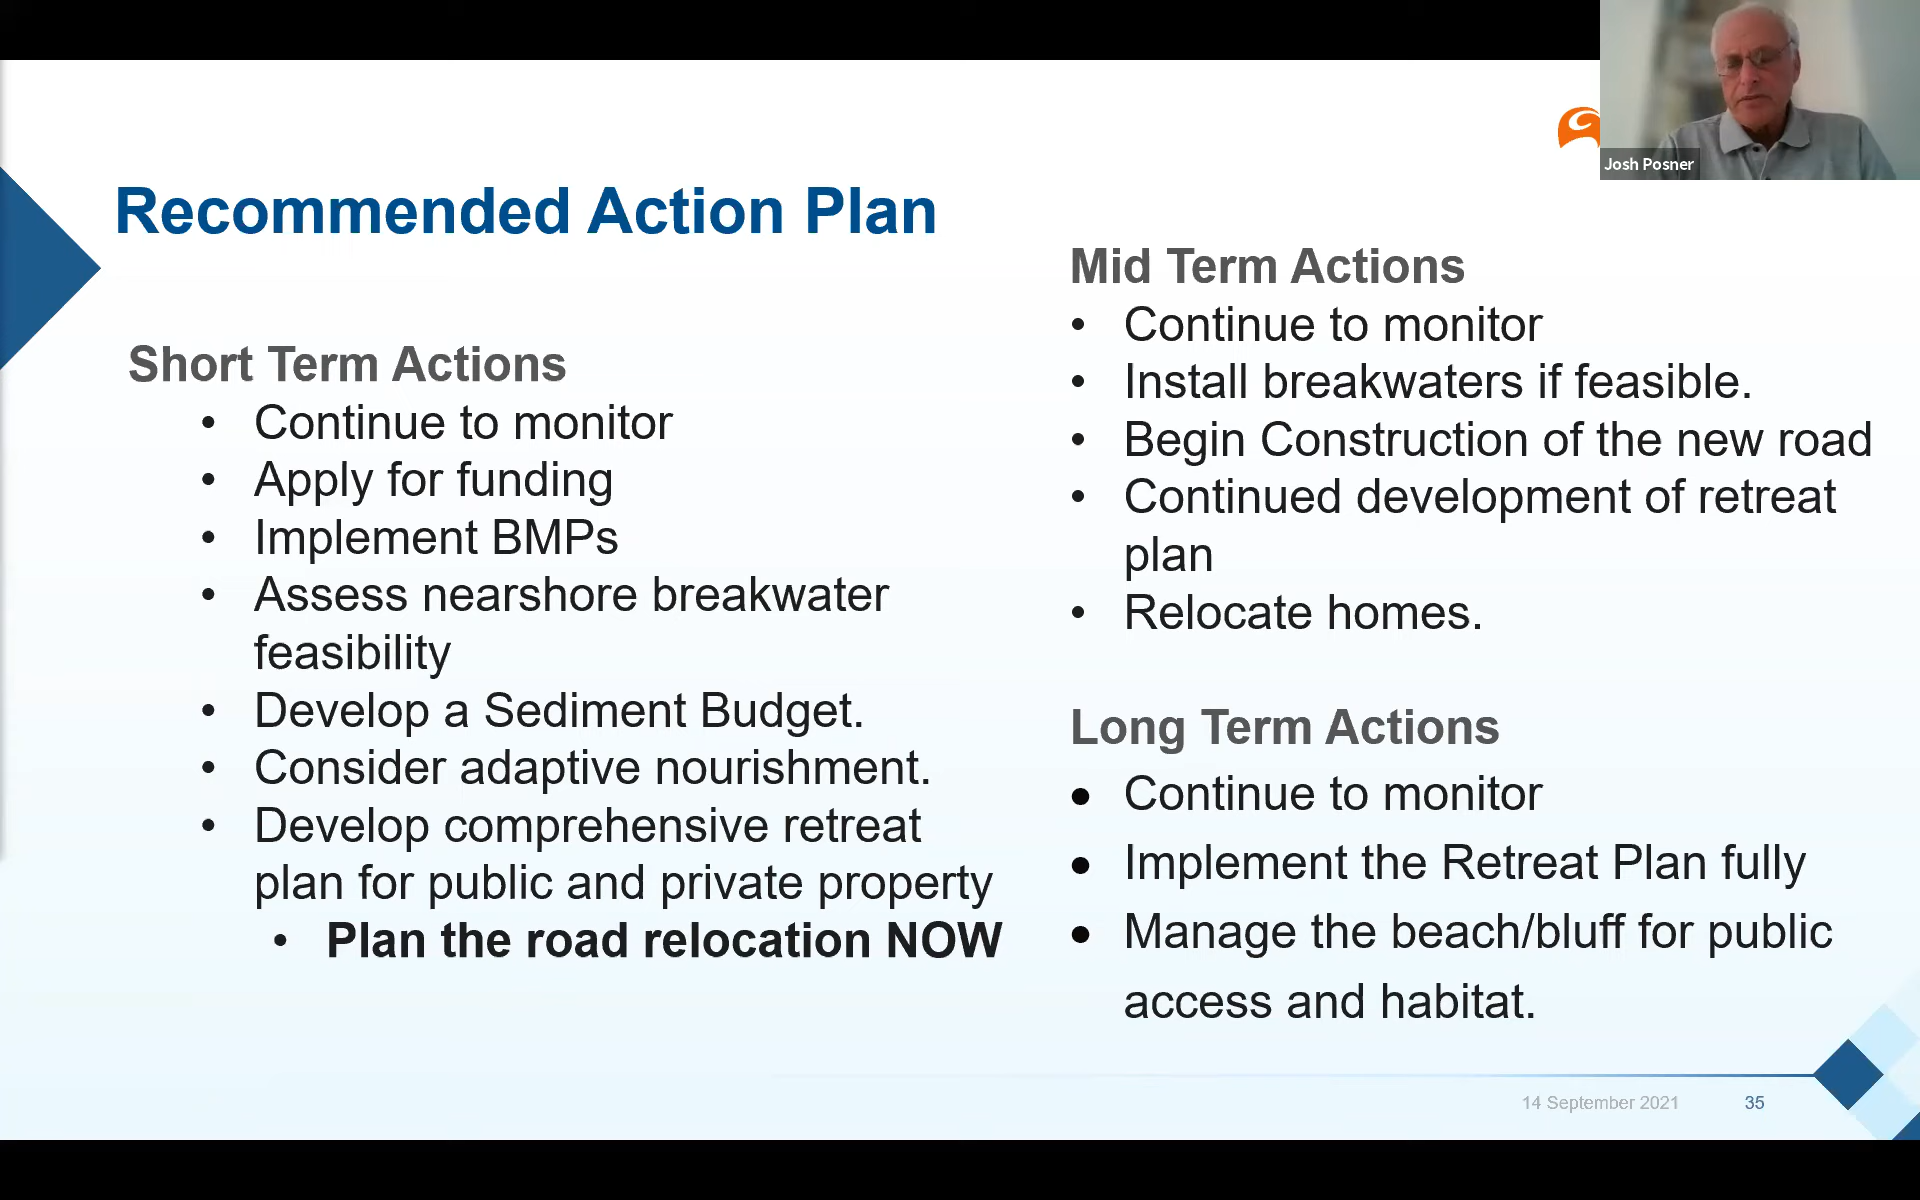 Josh Posner
Recommended Action Plan
Short Term Actions
• Continue to monitor
• Apply for funding
• Implement BMPs
• Assess nearshore breakwater
feasibility
• Develop a Sediment Budget.
• Consider adaptive nourishment.
• Develop comprehensive retreat
plan for public and private property
• Plan the road relocation NOW
Mid Term Actions
• Continue to monitor
• Install breakwaters if feasible.
• Begin Construction of the new road
• Continued development of retreat
plan
• Relocate homes.
Long Term Actions
• Continue to monitor
• Implement the Retreat Plan fully
• Manage the beach/bluff for public
access and habitat.
14 September 2021
35